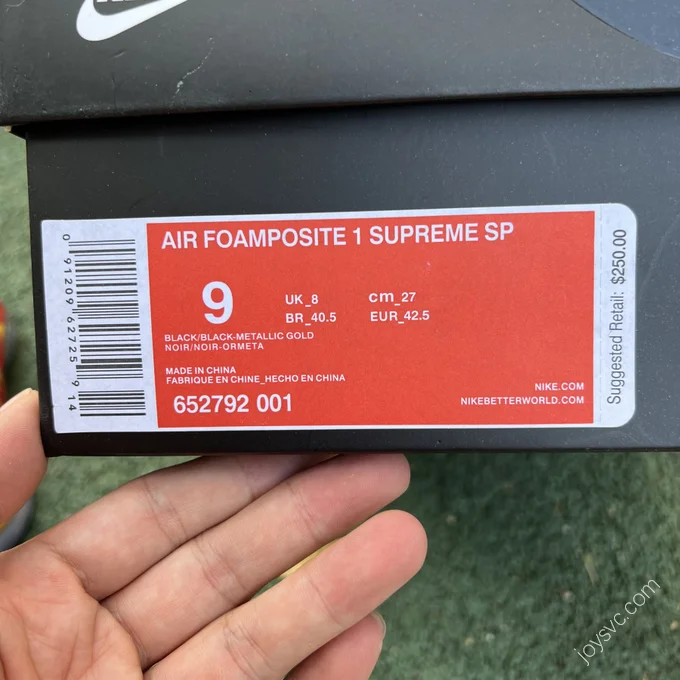 AIR FOAMPOSITE 1 SUPREME SP
9
UK_8
cm_27
BR_40.5
EUR_42.5
BLACK/BLACK-METALLIC GOLD
NOIR/NOIR-ORMETA
MADE IN CHINA
FABRIQUE EN CHINE_HECHO EN CHINA
652792 001
NIKE.COM
NIKEBETTERWORLD.COM
Suggested Retail: $250.00
0 91209 62725 9 14
joysvc.com